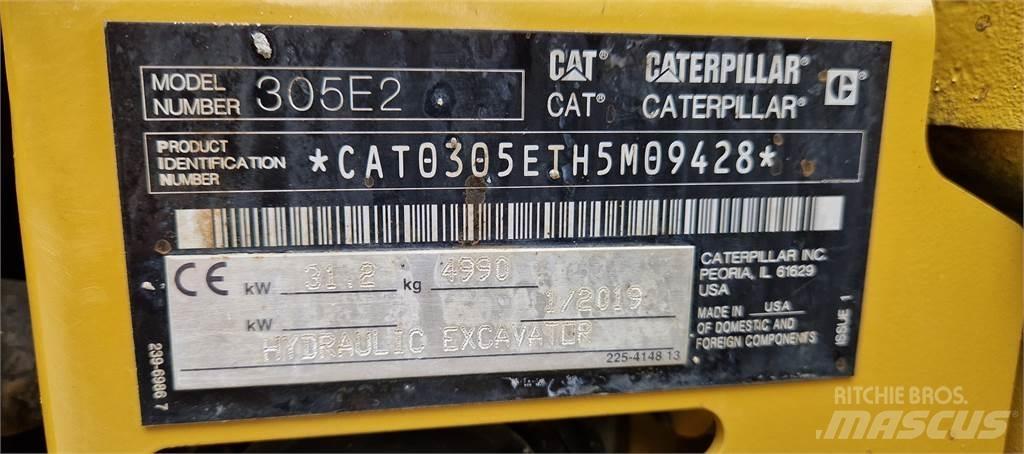 MODEL NUMBER 305E2
CAT® CATERPILLAR®
CAT® CATERPILLAR®
PRODUCT IDENTIFICATION NUMBER *CAT0305ETH5M09428*
CE kW 31.2 kg 4990
kW 1/2019
HYDRAULIC EXCAVATOR
225-4148 13
239-6986 7
CATERPILLAR INC.
PEORIA, IL 61629
USA
MADE IN USA
OF DOMESTIC AND
FOREIGN COMPONENTS
ISSUE 1
RITCHIE BROS.
MASCUS